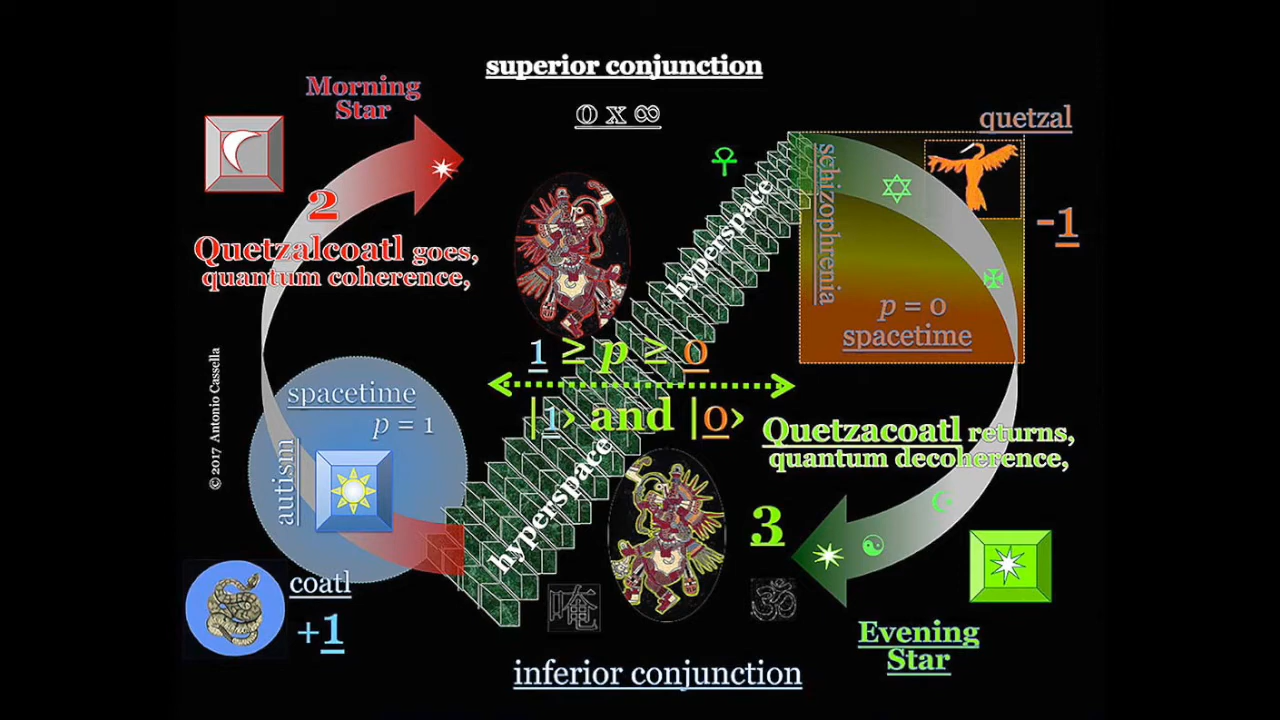 superior conjunction
0 x ∞
Morning
Star
quetzal
-1
2
Quetzalcoatl goes,
quantum coherence,
hyperspace
schizophrenia
p = 0
spacetime
1 ≥ p ≥ 0
|1› and |0›
© 2017 Antonio Cassella
spacetime
p = 1
autism
Quetzacoatl returns,
quantum decoherence,
hyperspace
3
coatl
+1
唵
ॐ
Evening
Star
inferior conjunction